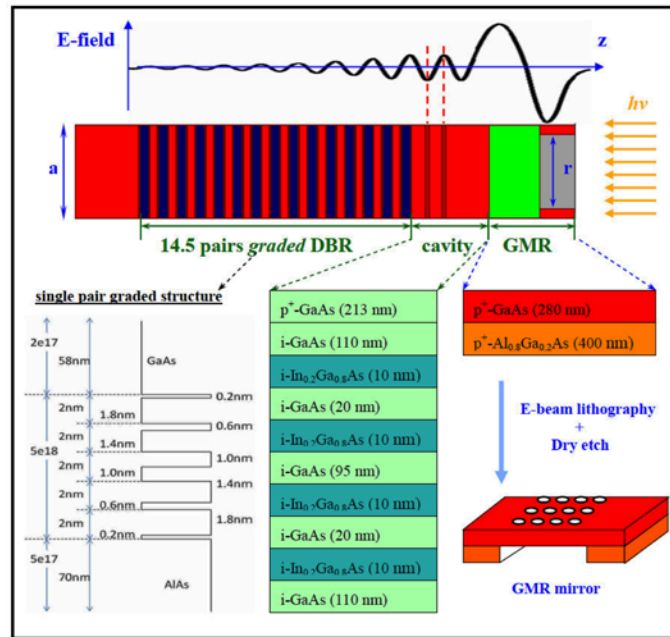 E-field
z
hν
a
r
14.5 pairs graded DBR
cavity
GMR
single pair graded structure
2e17
58nm
GaAs
0.2nm
2nm
1.8nm
0.6nm
2nm
1.4nm
1.0nm
5e18
2nm
1.0nm
1.4nm
2nm
0.6nm
1.8nm
2nm
0.2nm
5e17
70nm
AlAs
p⁺-GaAs (213 nm)
i-GaAs (110 nm)
i-In₀.₂Ga₀.₈As (10 nm)
i-GaAs (20 nm)
i-In₀.₂Ga₀.₈As (10 nm)
i-GaAs (95 nm)
i-In₀.₂Ga₀.₈As (10 nm)
i-GaAs (20 nm)
i-In₀.₂Ga₀.₈As (10 nm)
i-GaAs (110 nm)
p⁺-GaAs (280 nm)
p⁺-Al₀.₈Ga₀.₂As (400 nm)
E-beam lithography
+
Dry etch
GMR mirror